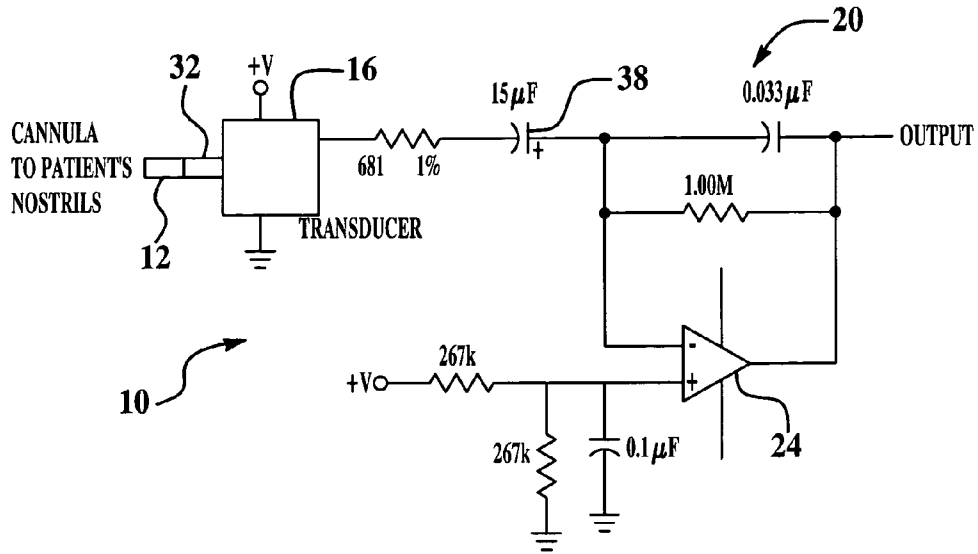 20
+V
16
32
15µF
38
0.033µF
CANNULA
TO PATIENT'S
NOSTRILS
681 1%
+
OUTPUT
1.00M
12
TRANSDUCER
-
+
10
+V
267k
24
267k
0.1µF